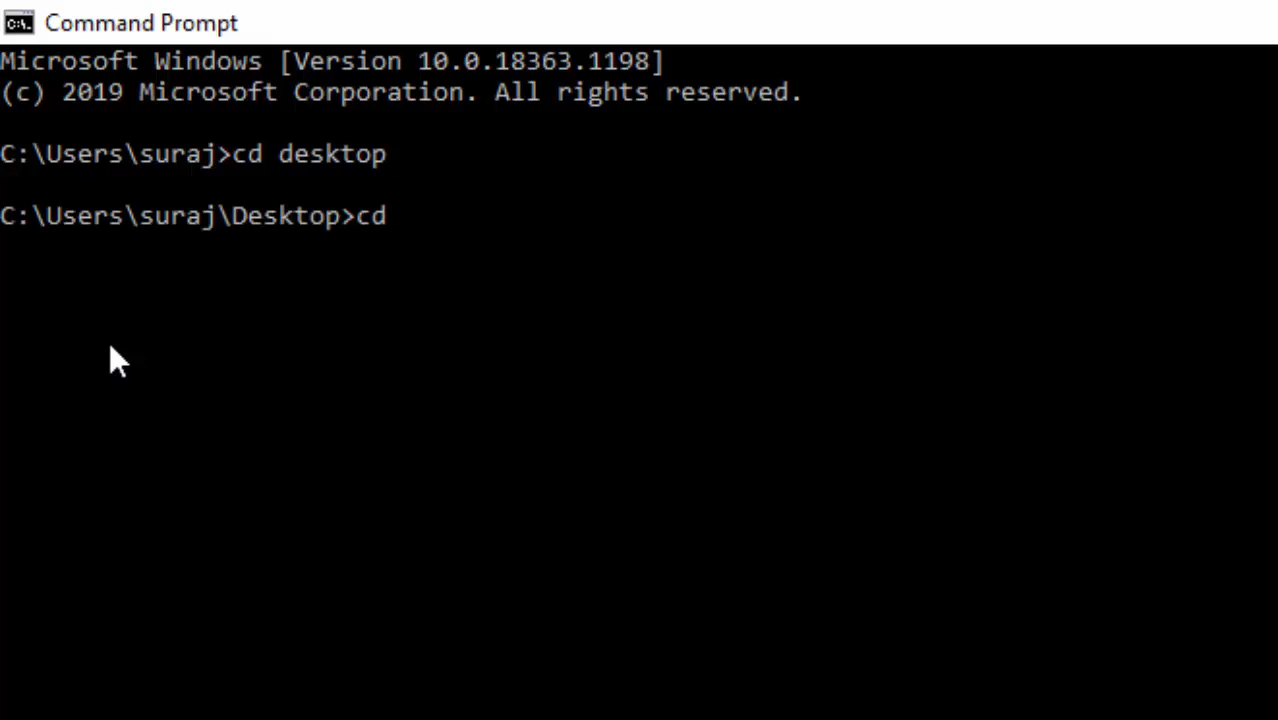 Command Prompt
Microsoft Windows [Version 10.0.18363.1198]
(c) 2019 Microsoft Corporation. All rights reserved.
C:\Users\suraj>cd desktop
C:\Users\suraj\Desktop>cd